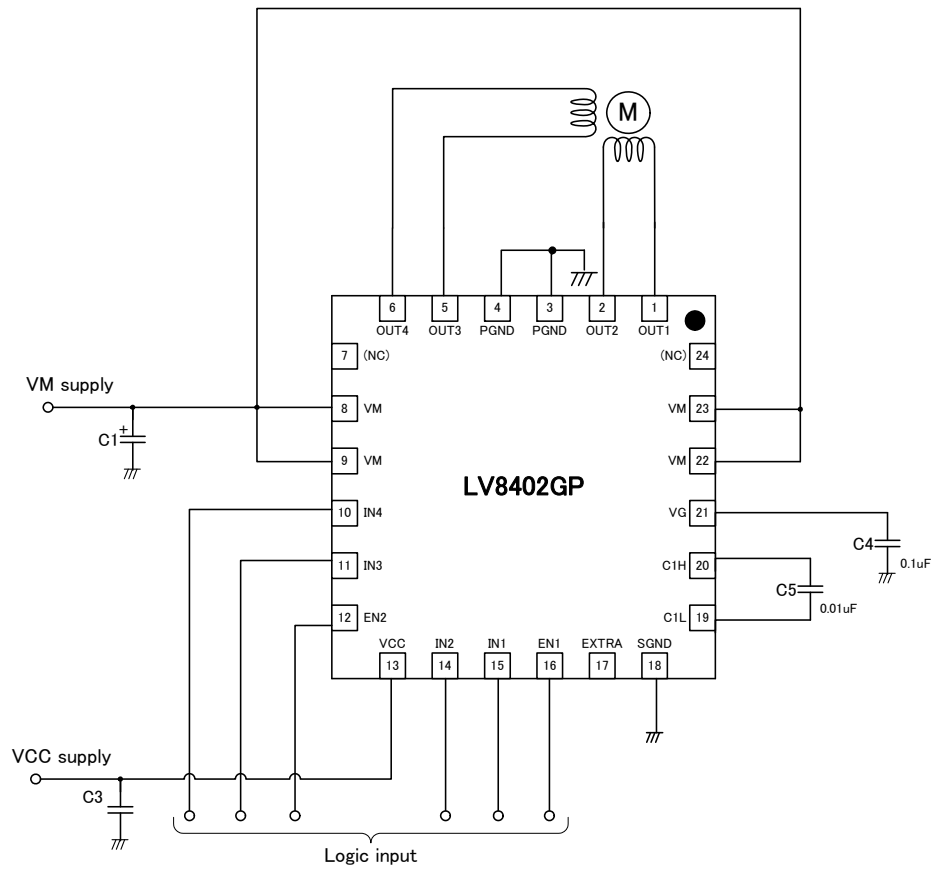 M
6 5 4 3 2 1
OUT4 OUT3 PGND PGND OUT2 OUT1
7 (NC) (NC) 24
VM supply
8 VM VM 23
C1 +
9 VM VM 22
LV8402GP
10 IN4 VG 21
C4
0.1uF
11 IN3 C1H 20
C5
0.01uF
12 EN2 C1L 19
VCC IN2 IN1 EN1 EXTRA SGND
13 14 15 16 17 18
VCC supply
C3
Logic input